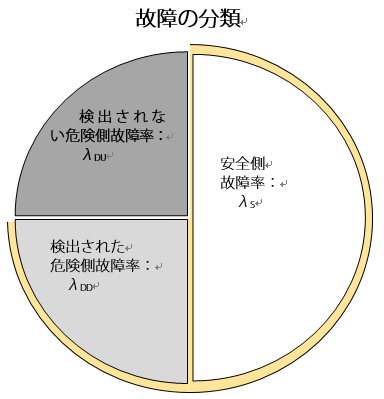 故障の分類
検出されな
い危険側故障率：
λDU
安全側
故障率：
λS
検出された
危険側故障率：
λDD